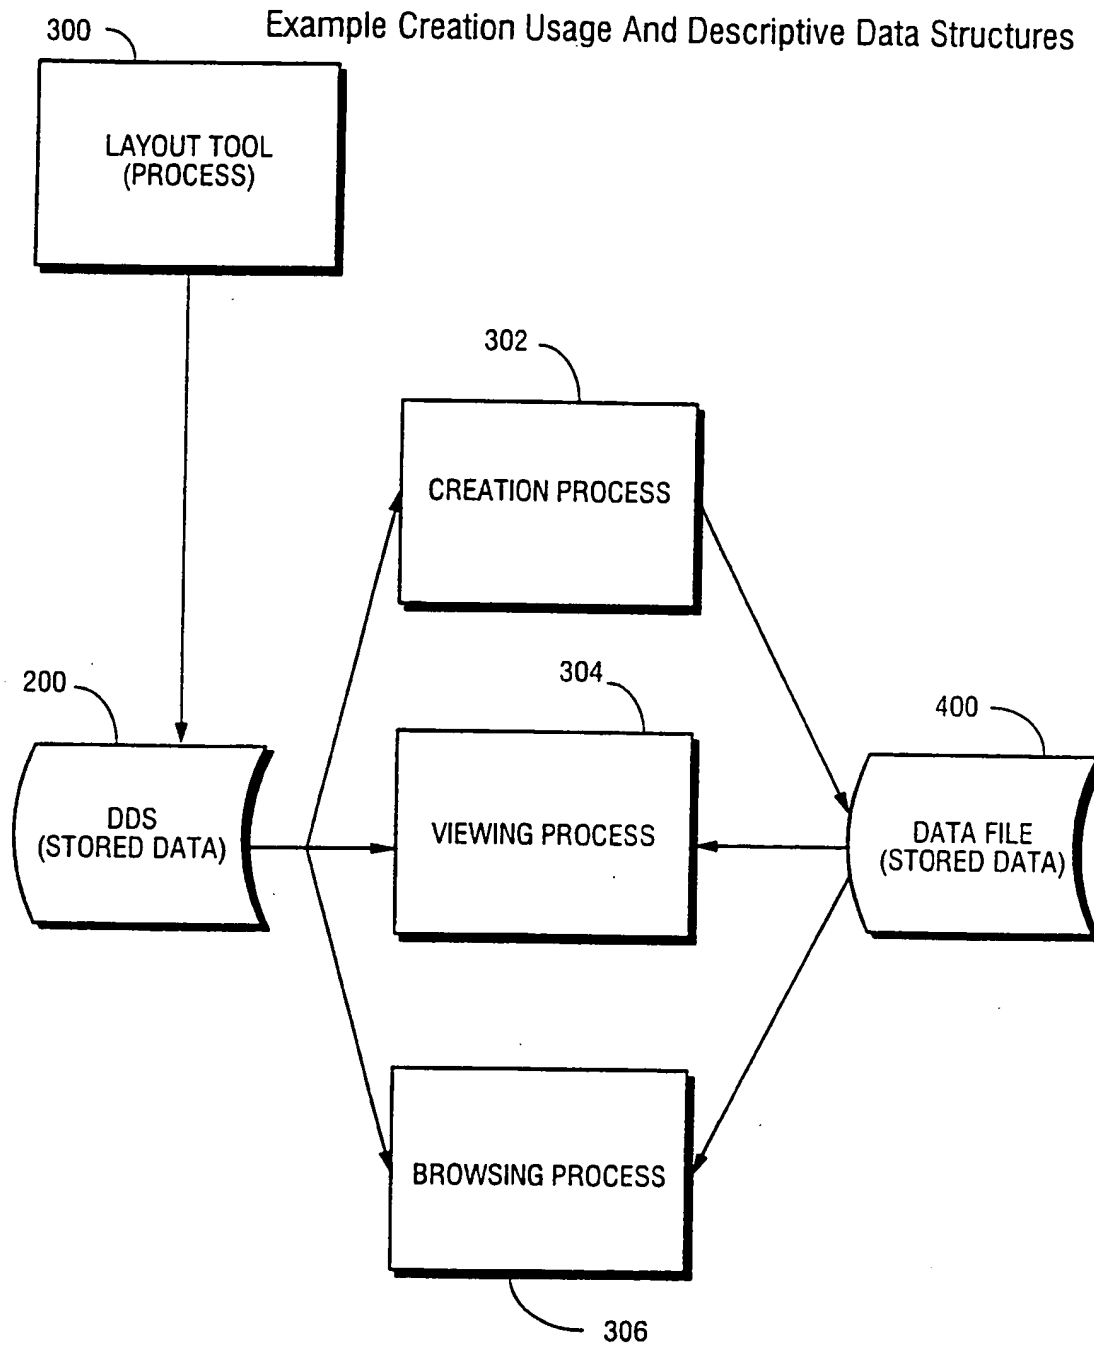 Example Creation Usage And Descriptive Data Structures
300
LAYOUT TOOL
(PROCESS)
302
CREATION PROCESS
200
DDS
(STORED DATA)
304
VIEWING PROCESS
400
DATA FILE
(STORED DATA)
BROWSING PROCESS
306